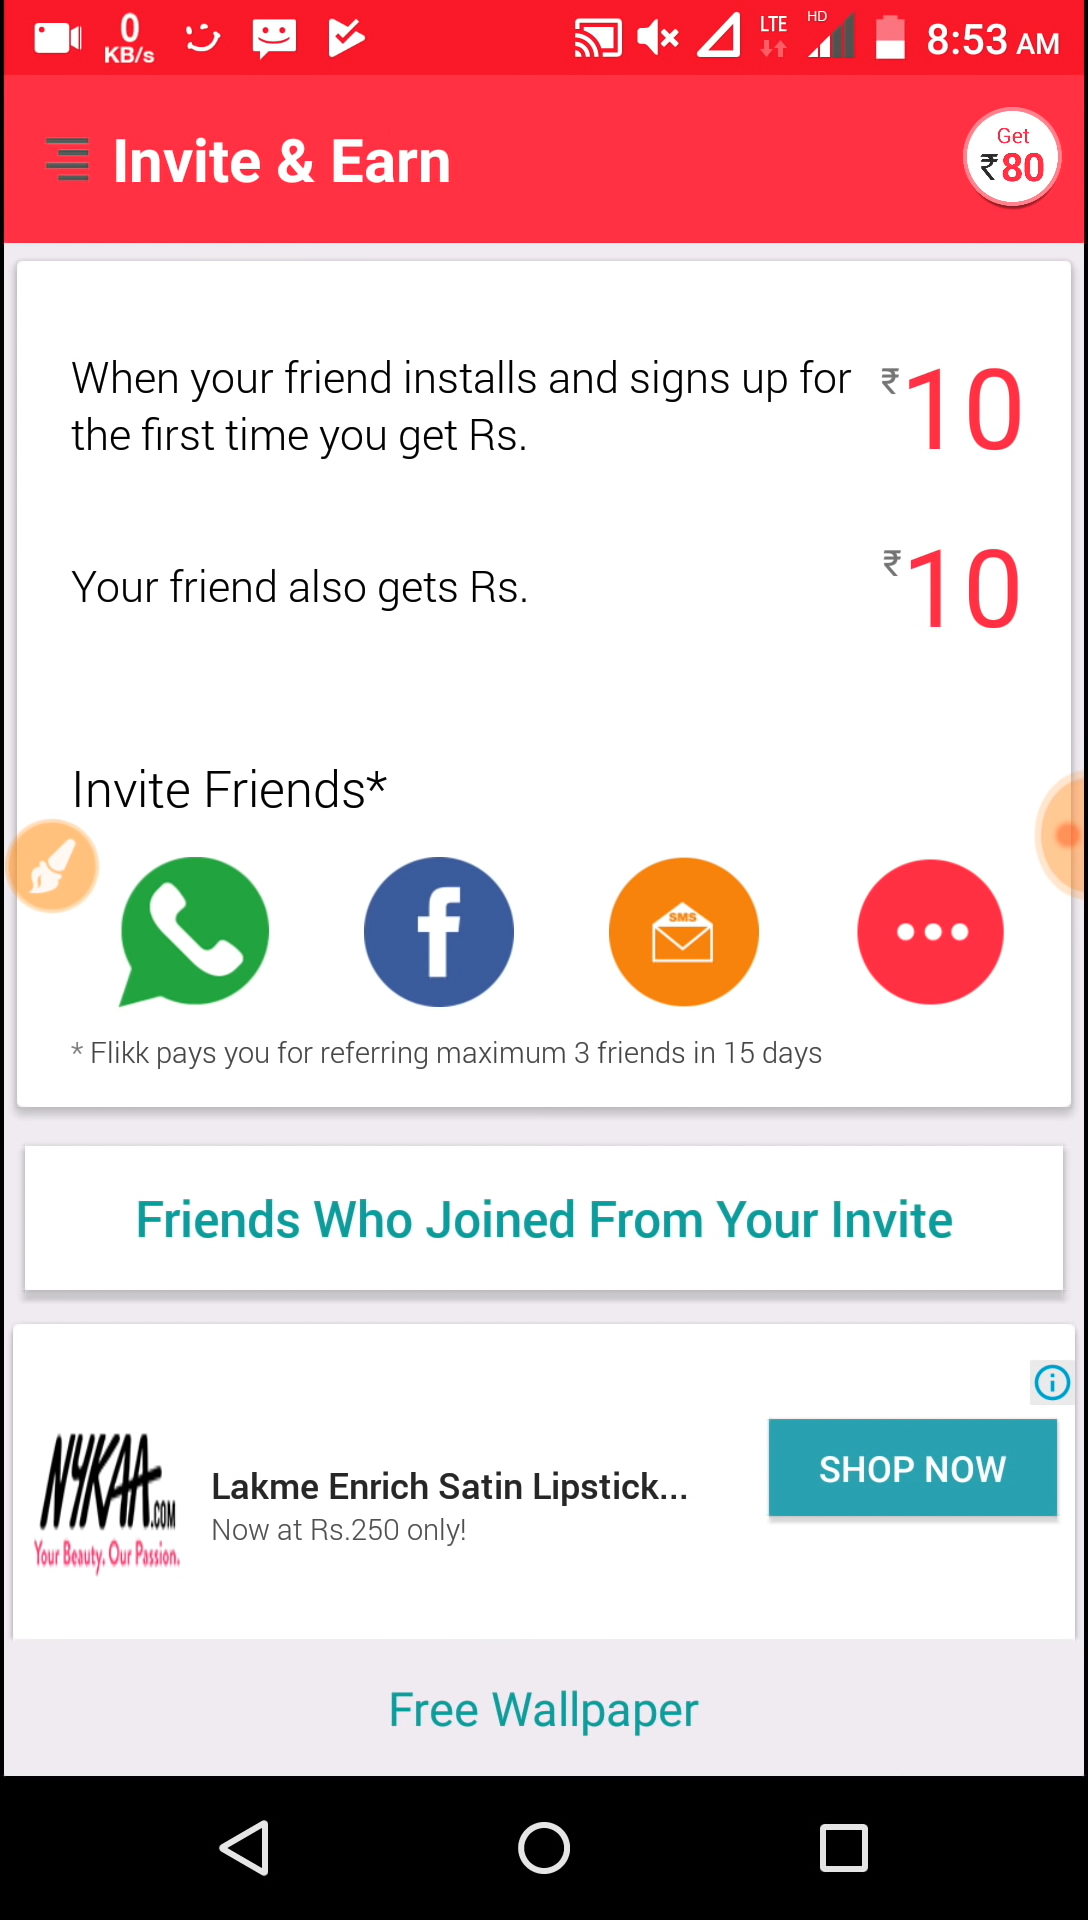 0
KB/s
LTE
HD
8:53 AM
Invite & Earn
Get
₹80
When your friend installs and signs up for
the first time you get Rs.
₹10
Your friend also gets Rs.
₹10
Invite Friends*
SMS
* Flikk pays you for referring maximum 3 friends in 15 days
Friends Who Joined From Your Invite
NYKAA.COM
Your Beauty. Our Passion.
Lakme Enrich Satin Lipstick...
Now at Rs.250 only!
SHOP NOW
Free Wallpaper